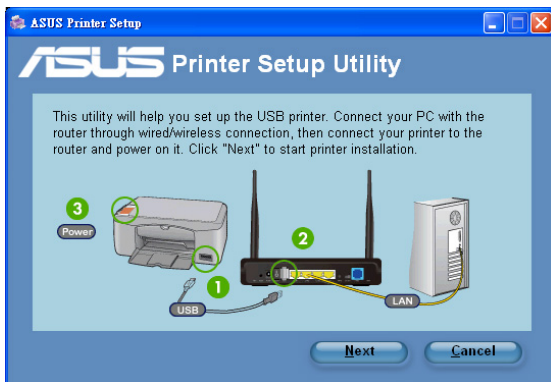 ASUS Printer Setup
ASUS Printer Setup Utility
This utility will help you set up the USB printer. Connect your PC with the
router through wired/wireless connection, then connect your printer to the
router and power on it. Click "Next" to start printer installation.
3
Power
2
1
USB
LAN
Next
Cancel